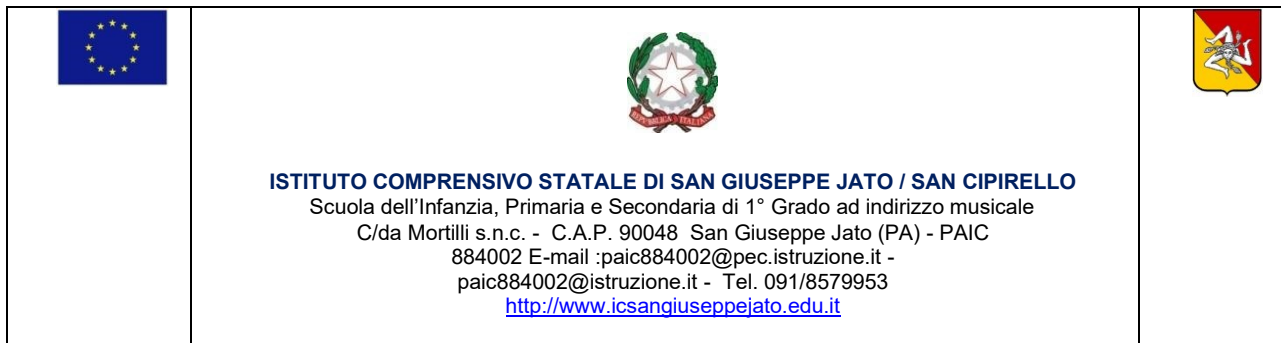 REPVBBLICA ITALIANA
ISTITUTO COMPRENSIVO STATALE DI SAN GIUSEPPE JATO / SAN CIPIRELLO
Scuola dell’Infanzia, Primaria e Secondaria di 1° Grado ad indirizzo musicale
C/da Mortilli s.n.c. - C.A.P. 90048 San Giuseppe Jato (PA) - PAIC
884002 E-mail :paic884002@pec.istruzione.it -
paic884002@istruzione.it - Tel. 091/8579953
http://www.icsangiuseppejato.edu.it